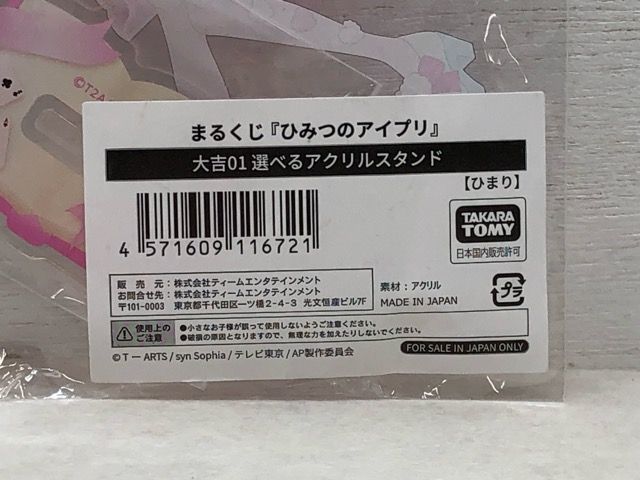 ©T2A
まるくじ『ひみつのアイプリ』
大吉01 選べるアクリルスタンド
【ひまり】
4 571609 116721
TAKARA TOMY
日本国内販売許可
販 売 元：株式会社ティームエンタテインメント
お問合せ先：株式会社ティームエンタテインメント
〒101-0003 東京都千代田区一ツ橋2-4-3 光文恒産ビル7F
素材：アクリル
MADE IN JAPAN
プラ
使用上のご注意
●小さなお子様が誤って使用しないようご注意ください。
●破損の原因となりますので、無理な力を加えたりしないでください。
©T－ARTS / syn Sophia / テレビ東京 / AP製作委員会
FOR SALE IN JAPAN ONLY